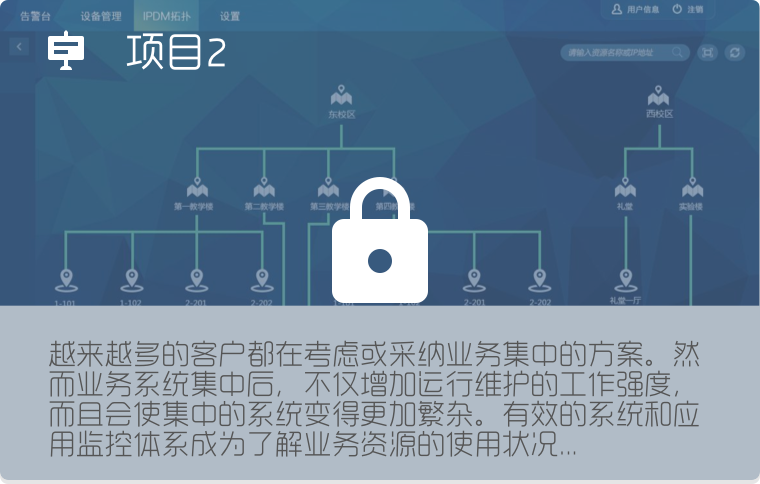 告警台 设备管理 IPDM拓扑 设置 用户信息 注销
项目2
请输入资源名称或IP地址
东校区 西校区
第一教学楼 第二教学楼 第三教学楼 第四教学楼 礼堂 实验楼
1-101 1-102 2-201 2-202 2-201 2-202 礼堂一厅
越来越多的客户都在考虑或采纳业务集中的方案。然
而业务系统集中后，不仅增加运行维护的工作强度，
而且会使集中的系统变得更加繁杂。有效的系统和应
用监控体系成为了解业务资源的使用状况...